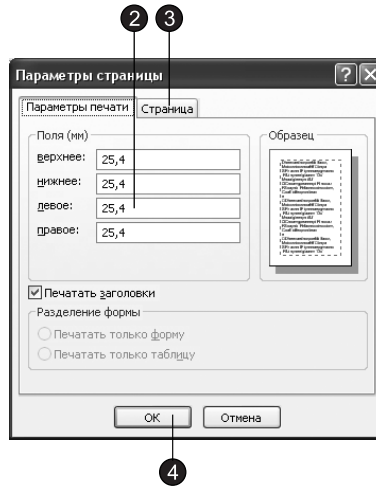 2 3
Параметры страницы
Параметры печати Страница
Поля (мм)
верхнее: 25,4
нижнее: 25,4
левое: 25,4
правое: 25,4
Образец
Печатать заголовки
Разделение формы
Печатать только форму
Печатать только таблицу
ОК Отмена
4